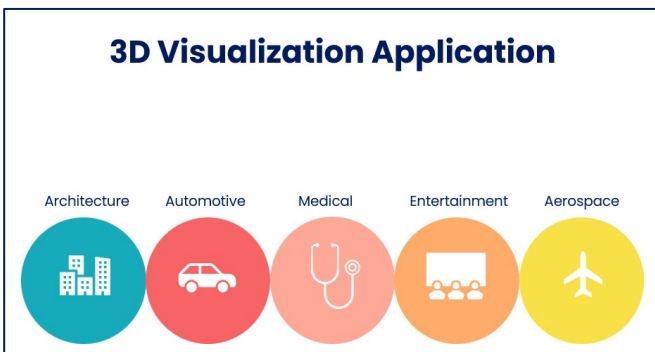 3D Visualization Application
Architecture Automotive Medical Entertainment Aerospace